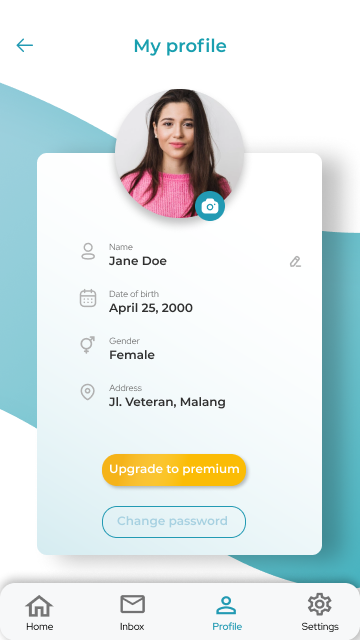 My profile
Name
Jane Doe
Date of birth
April 25, 2000
Gender
Female
Address
Jl. Veteran, Malang
Upgrade to premium
Change password
Home Inbox Profile Settings